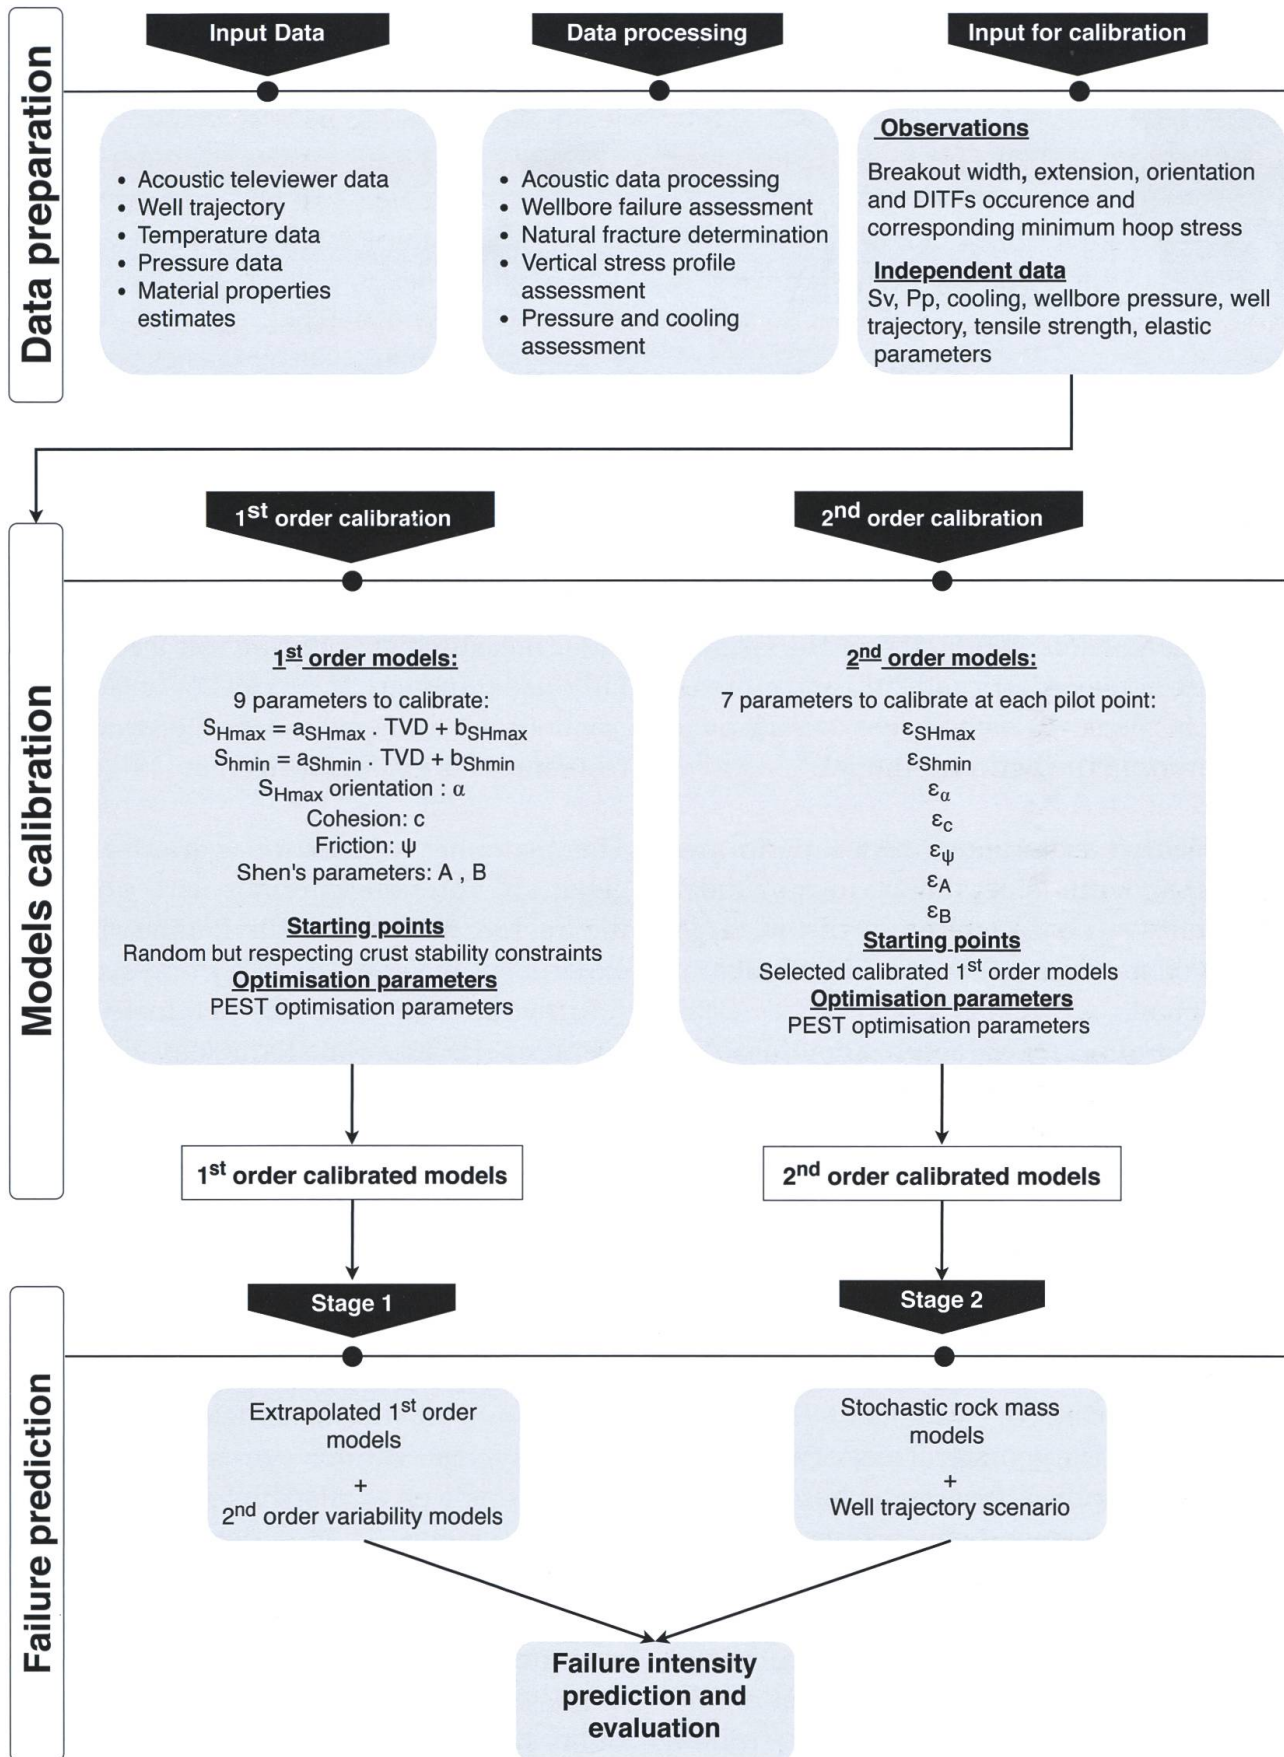 Data preparation
Input Data
Data processing
Input for calibration
• Acoustic televiewer data
• Well trajectory
• Temperature data
• Pressure data
• Material properties
estimates
• Acoustic data processing
• Wellbore failure assessment
• Natural fracture determination
• Vertical stress profile
assessment
• Pressure and cooling
assessment
Observations
Breakout width, extension, orientation
and DITFs occurence and
corresponding minimum hoop stress
Independent data
Sv, Pp, cooling, wellbore pressure, well
trajectory, tensile strength, elastic
parameters
Models calibration
1st order calibration
2nd order calibration
1st order models:
9 parameters to calibrate:
SHmax = aSHmax . TVD + bSHmax
Shmin = aShmin . TVD + bShmin
SHmax orientation : α
Cohesion: c
Friction: ψ
Shen's parameters: A , B
Starting points
Random but respecting crust stability constraints
Optimisation parameters
PEST optimisation parameters
2nd order models:
7 parameters to calibrate at each pilot point:
εSHmax
εShmin
εα
εc
εψ
εA
εB
Starting points
Selected calibrated 1st order models
Optimisation parameters
PEST optimisation parameters
1st order calibrated models
2nd order calibrated models
Failure prediction
Stage 1
Stage 2
Extrapolated 1st order
models
+
2nd order variability models
Stochastic rock mass
models
+
Well trajectory scenario
Failure intensity
prediction and
evaluation